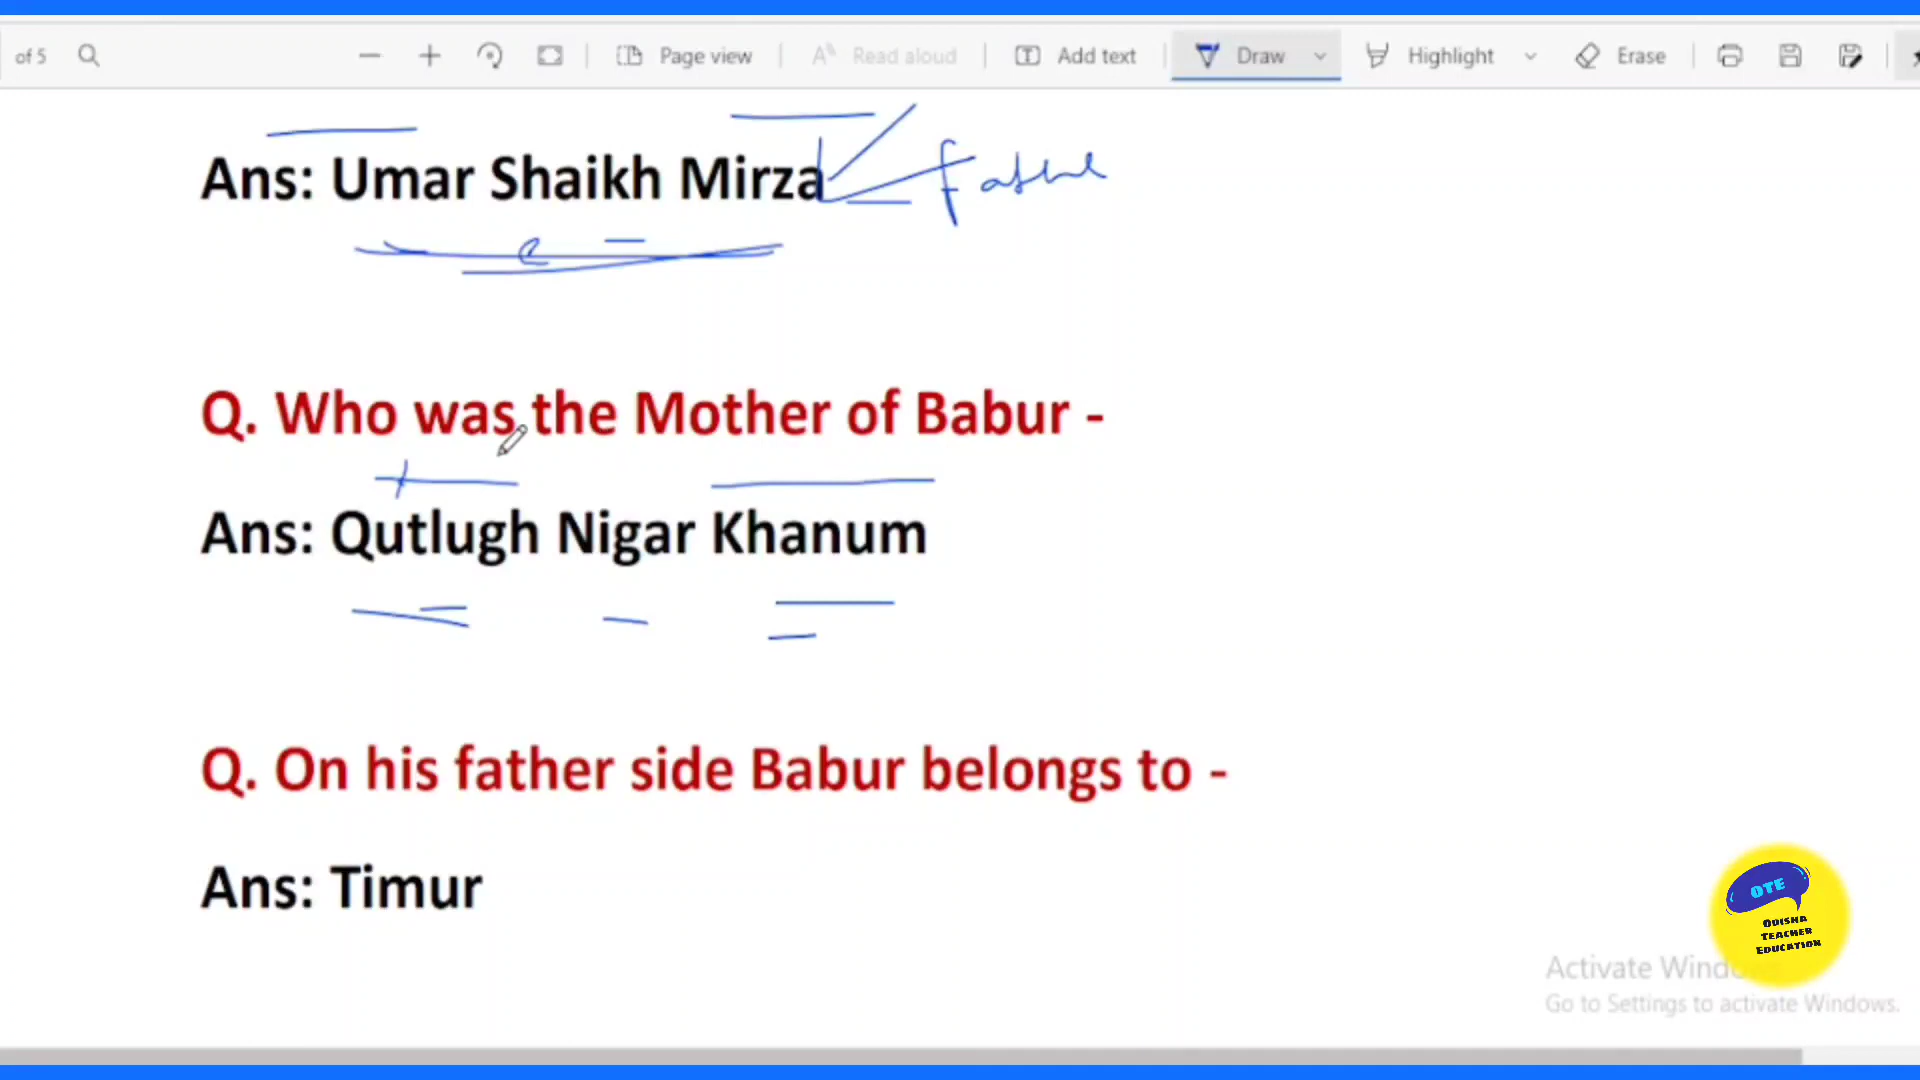 of 5
Page view
Read aloud
Add text
Draw
Highlight
Erase
Ans: Umar Shaikh Mirza
Q. Who was the Mother of Babur -
Ans: Qutlugh Nigar Khanum
Q. On his father side Babur belongs to -
Ans: Timur
OTE
ODISHA
TEACHER
EDUCATION
Activate
Go to Settings to activate Windows.